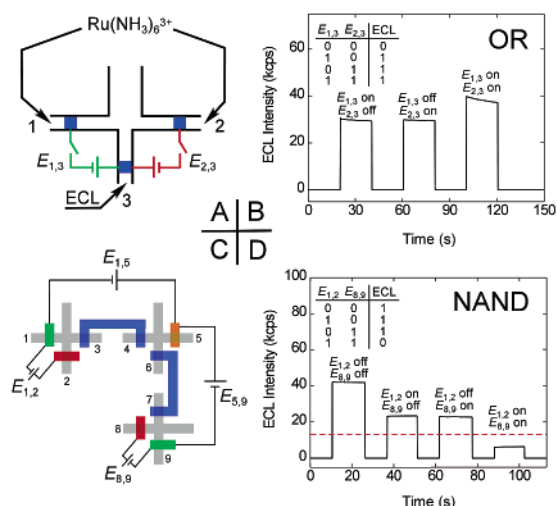 Ru(NH3)6³⁺
1
2
E1,3
E2,3
ECL
3
A B
C D
ECL Intensity (kcps)
60
40
20
0
E1,3 E2,3 ECL
0 0 0
1 0 1
0 1 1
1 1 1
OR
E1,3 on
E2,3 off
E1,3 off
E2,3 on
E1,3 on
E2,3 on
0 30 60 90 120 150
Time (s)
E1,5
1
2
3
4
5
6
7
8
9
E1,2
E5,9
E8,9
ECL Intensity (kcps)
100
80
60
40
20
0
E1,2 E8,9 ECL
0 0 1
1 0 1
0 1 1
1 1 0
NAND
E1,2 off
E8,9 off
E1,2 on
E8,9 off
E1,2 off
E8,9 on
E1,2 on
E8,9 on
0 20 40 60 80 100
Time (s)